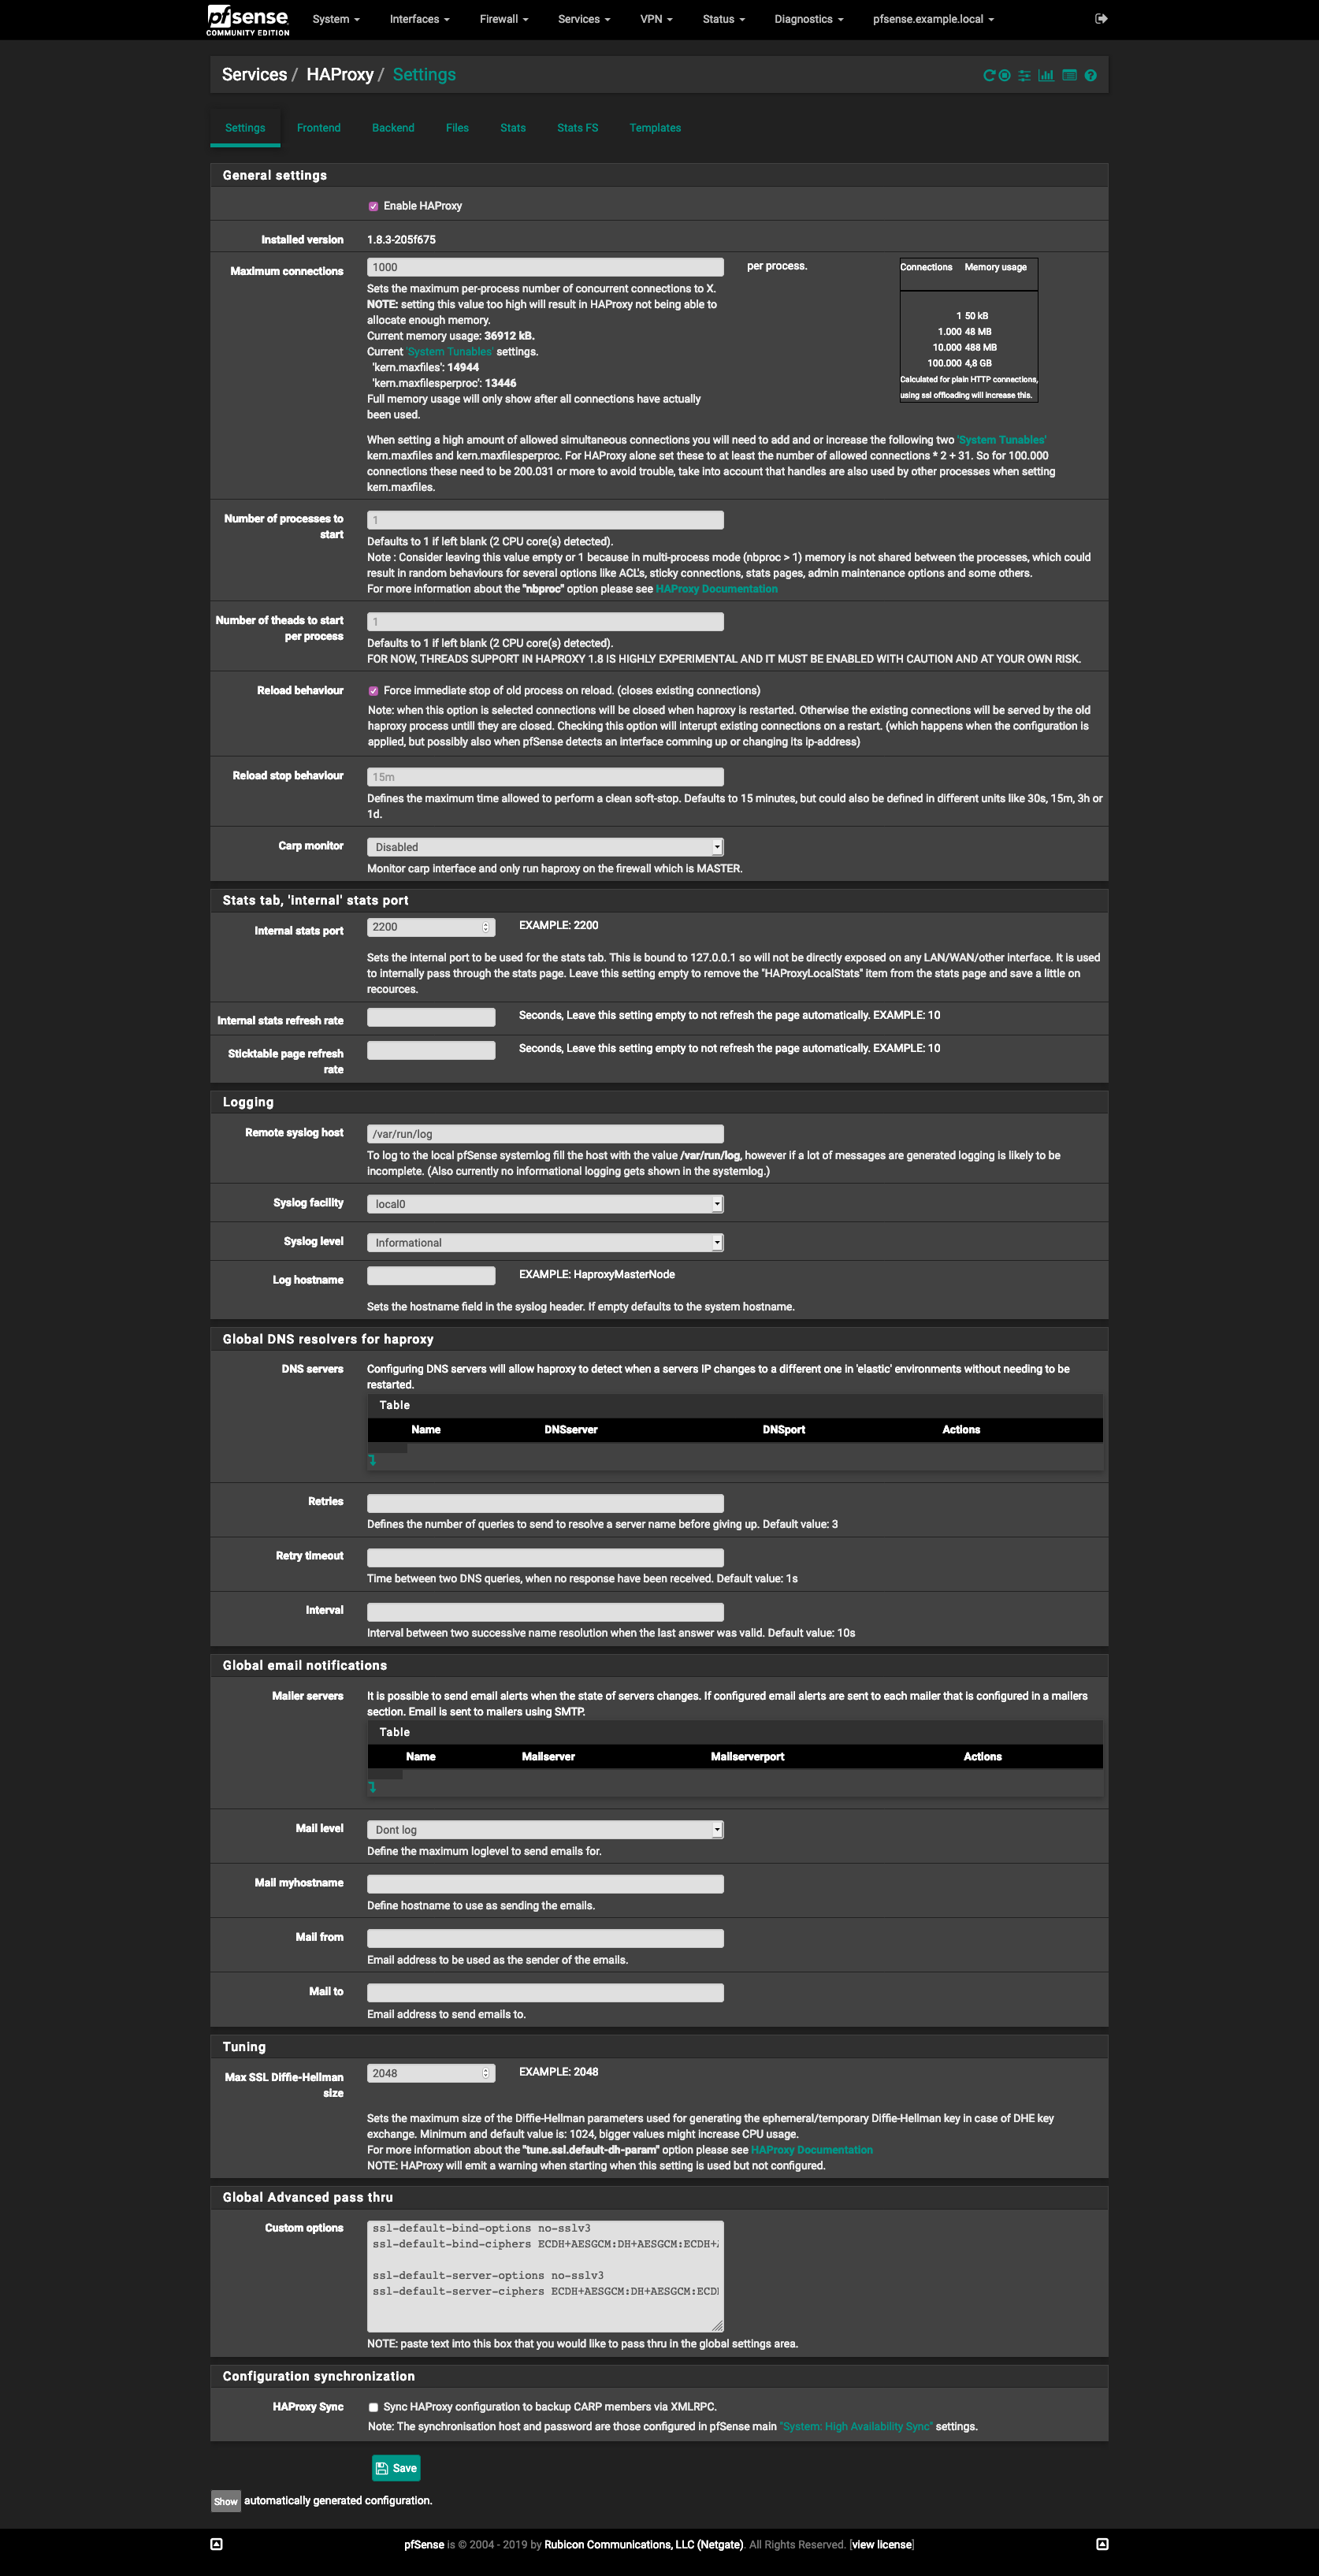 pfsense
COMMUNITY EDITION
System Interfaces Firewall Services VPN Status Diagnostics pfsense.example.local
Services / HAProxy / Settings
Settings Frontend Backend Files Stats Stats FS Templates
General settings
Enable HAProxy
Installed version 1.8.3-205f675
Maximum connections 1000 per process.
Sets the maximum per-process number of concurrent connections to X.
NOTE: setting this value too high will result in HAProxy not being able to
allocate enough memory.
Current memory usage: 36912 kB.
Current 'System Tunables' settings.
'kern.maxfiles': 14944
'kern.maxfilesperproc': 13446
Full memory usage will only show after all connections have actually
been used.
Connections Memory usage
1 50 kB
1.000 48 MB
10.000 488 MB
100.000 4,8 GB
Calculated for plain HTTP connections,
using ssl offloading will increase this.
When setting a high amount of allowed simultaneous connections you will need to add and or increase the following two 'System Tunables'
kern.maxfiles and kern.maxfilesperproc. For HAProxy alone set these to at least the number of allowed connections * 2 + 31. So for 100.000
connections these need to be 200.031 or more to avoid trouble, take into account that handles are also used by other processes when setting
kern.maxfiles.
Number of processes to
start
1
Defaults to 1 if left blank (2 CPU core(s) detected).
Note : Consider leaving this value empty or 1 because in multi-process mode (nbproc > 1) memory is not shared between the processes, which could
result in random behaviours for several options like ACL's, sticky connections, stats pages, admin maintenance options and some others.
For more information about the "nbproc" option please see HAProxy Documentation
Number of theads to start
per process
1
Defaults to 1 if left blank (2 CPU core(s) detected).
FOR NOW, THREADS SUPPORT IN HAPROXY 1.8 IS HIGHLY EXPERIMENTAL AND IT MUST BE ENABLED WITH CAUTION AND AT YOUR OWN RISK.
Reload behaviour Force immediate stop of old process on reload. (closes existing connections)
Note: when this option is selected connections will be closed when haproxy is restarted. Otherwise the existing connections will be served by the old
haproxy process untill they are closed. Checking this option will interupt existing connections on a restart. (which happens when the configuration is
applied, but possibly also when pfSense detects an interface comming up or changing its ip-address)
Reload stop behaviour 15m
Defines the maximum time allowed to perform a clean soft-stop. Defaults to 15 minutes, but could also be defined in different units like 30s, 15m, 3h or
1d.
Carp monitor Disabled
Monitor carp interface and only run haproxy on the firewall which is MASTER.
Stats tab, 'internal' stats port
Internal stats port 2200 EXAMPLE: 2200
Sets the internal port to be used for the stats tab. This is bound to 127.0.0.1 so will not be directly exposed on any LAN/WAN/other interface. It is used
to internally pass through the stats page. Leave this setting empty to remove the "HAProxyLocalStats" item from the stats page and save a little on
recources.
Internal stats refresh rate Seconds, Leave this setting empty to not refresh the page automatically. EXAMPLE: 10
Sticktable page refresh
rate
Seconds, Leave this setting empty to not refresh the page automatically. EXAMPLE: 10
Logging
Remote syslog host /var/run/log
To log to the local pfSense systemlog fill the host with the value /var/run/log, however if a lot of messages are generated logging is likely to be
incomplete. (Also currently no informational logging gets shown in the systemlog.)
Syslog facility local0
Syslog level Informational
Log hostname EXAMPLE: HaproxyMasterNode
Sets the hostname field in the syslog header. If empty defaults to the system hostname.
Global DNS resolvers for haproxy
DNS servers Configuring DNS servers will allow haproxy to detect when a servers IP changes to a different one in 'elastic' environments without needing to be
restarted.
Table
Name DNSserver DNSport Actions
Retries
Defines the number of queries to send to resolve a server name before giving up. Default value: 3
Retry timeout
Time between two DNS queries, when no response have been received. Default value: 1s
Interval
Interval between two successive name resolution when the last answer was valid. Default value: 10s
Global email notifications
Mailer servers It is possible to send email alerts when the state of servers changes. If configured email alerts are sent to each mailer that is configured in a mailers
section. Email is sent to mailers using SMTP.
Table
Name Mailserver Mailserverport Actions
Mail level Dont log
Define the maximum loglevel to send emails for.
Mail myhostname
Define hostname to use as sending the emails.
Mail from
Email address to be used as the sender of the emails.
Mail to
Email address to send emails to.
Tuning
Max SSL Diffie-Hellman
size
2048 EXAMPLE: 2048
Sets the maximum size of the Diffie-Hellman parameters used for generating the ephemeral/temporary Diffie-Hellman key in case of DHE key
exchange. Minimum and default value is: 1024, bigger values might increase CPU usage.
For more information about the "tune.ssl.default-dh-param" option please see HAProxy Documentation
NOTE: HAProxy will emit a warning when starting when this setting is used but not configured.
Global Advanced pass thru
Custom options ssl-default-bind-options no-sslv3
ssl-default-bind-ciphers ECDH+AESGCM:DH+AESGCM:ECDH+
ssl-default-server-options no-sslv3
ssl-default-server-ciphers ECDH+AESGCM:DH+AESGCM:ECD
NOTE: paste text into this box that you would like to pass thru in the global settings area.
Configuration synchronization
HAProxy Sync Sync HAProxy configuration to backup CARP members via XMLRPC.
Note: The synchronisation host and password are those configured in pfSense main "System: High Availability Sync" settings.
Save
Show automatically generated configuration.
pfSense is © 2004 - 2019 by Rubicon Communications, LLC (Netgate). All Rights Reserved. [view license]